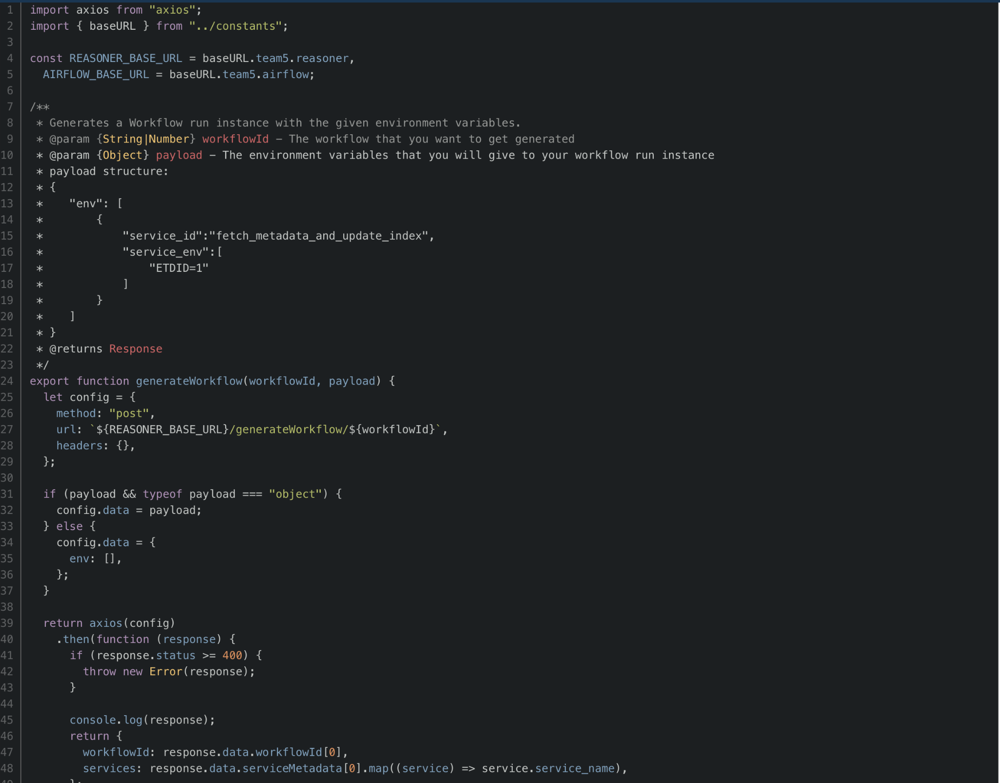 1 import axios from "axios";
2 import { baseURL } from "../constants";
3
4 const REASONER_BASE_URL = baseURL.team5.reasoner,
5   AIRFLOW_BASE_URL = baseURL.team5.airflow;
6
7 /**
8  * Generates a Workflow run instance with the given environment variables.
9  * @param {String|Number} workflowId – The workflow that you want to get generated
10  * @param {Object} payload – The environment variables that you will give to your workflow run instance
11  * payload structure:
12  * {
13  *    "env": [
14  *        {
15  *            "service_id":"fetch_metadata_and_update_index",
16  *            "service_env":[
17  *                "ETDID=1"
18  *            ]
19  *        }
20  *    ]
21  * }
22  * @returns Response
23  */
24 export function generateWorkflow(workflowId, payload) {
25   let config = {
26     method: "post",
27     url: `${REASONER_BASE_URL}/generateWorkflow/${workflowId}`,
28     headers: {},
29   };
30
31   if (payload && typeof payload === "object") {
32     config.data = payload;
33   } else {
34     config.data = {
35       env: [],
36     };
37   }
38
39   return axios(config)
40     .then(function (response) {
41       if (response.status >= 400) {
42         throw new Error(response);
43       }
44
45       console.log(response);
46       return {
47         workflowId: response.data.workflowId[0],
48         services: response.data.serviceMetadata[0].map((service) => service.service_name),